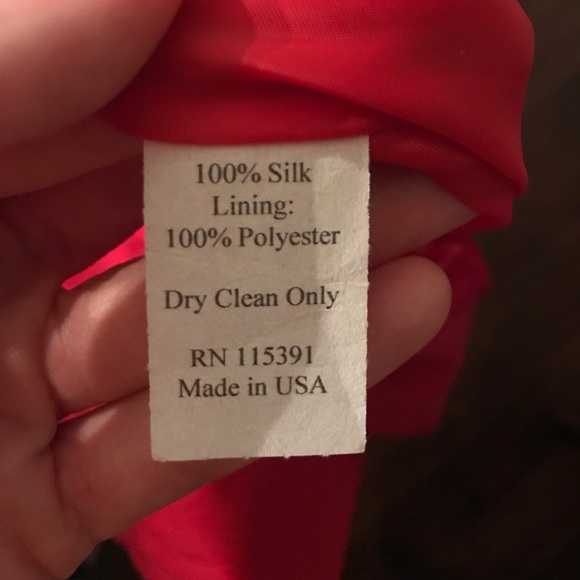 100% Silk
Lining:
100% Polyester
Dry Clean Only
RN 115391
Made in USA